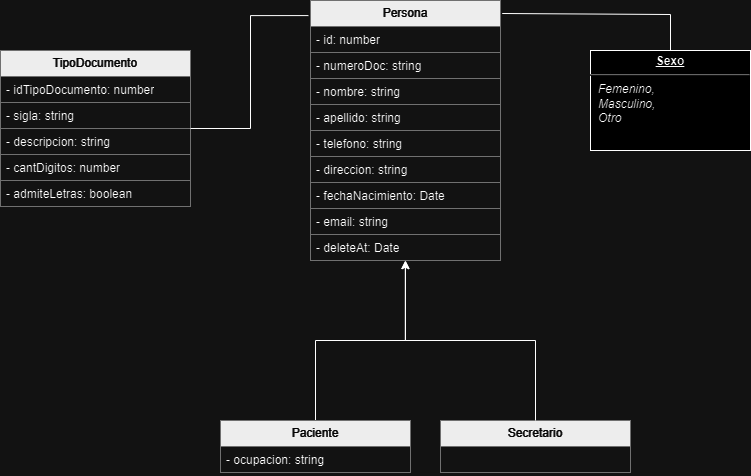 Persona
- id: number
- numeroDoc: string
- nombre: string
- apellido: string
- telefono: string
- direccion: string
- fechaNacimiento: Date
- email: string
- deleteAt: Date
TipoDocumento
- idTipoDocumento: number
- sigla: string
- descripcion: string
- cantDigitos: number
- admiteLetras: boolean
Sexo
Femenino,
Masculino,
Otro
Paciente
- ocupacion: string
Secretario